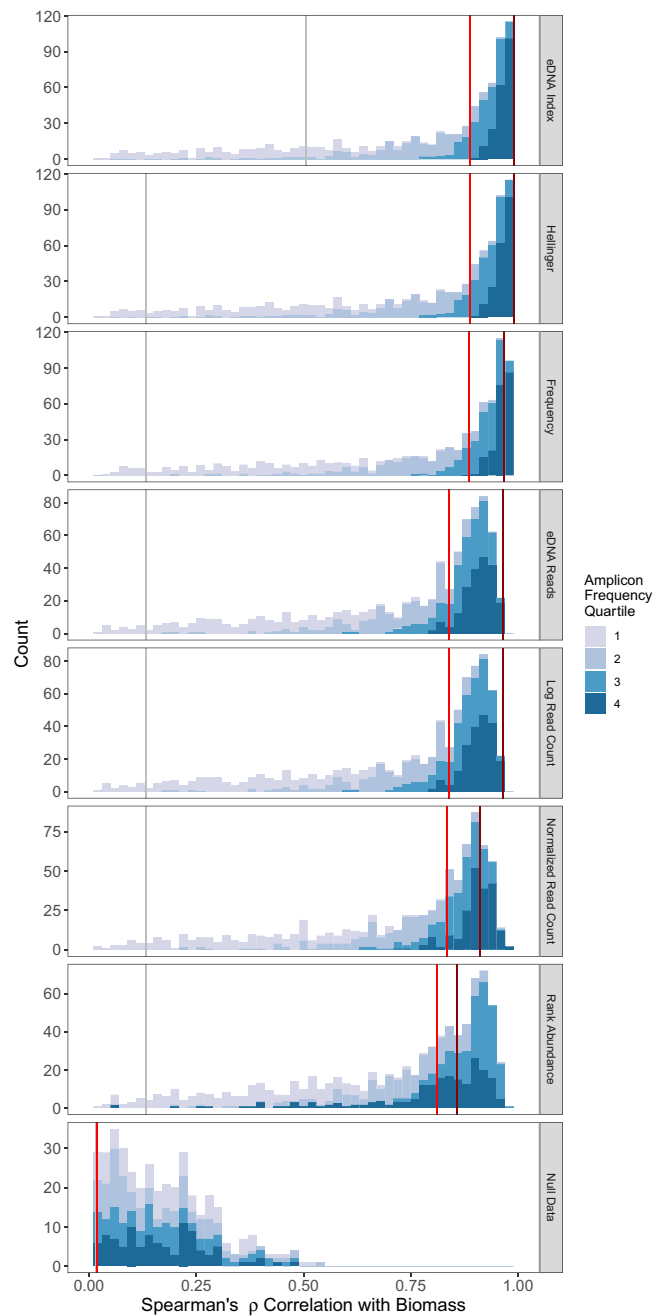 120
90
60
30
0
eDNA Index
120
90
60
30
0
Hellinger
120
90
60
30
0
Frequency
80
60
40
20
0
eDNA Reads
80
60
40
20
0
Log Read Count
75
50
25
0
Normalized Read Count
60
40
20
0
Rank Abundance
30
20
10
0
Null Data
Count
0.00 0.25 0.50 0.75 1.00
Spearman's ρ Correlation with Biomass
Amplicon
Frequency
Quartile
1
2
3
4